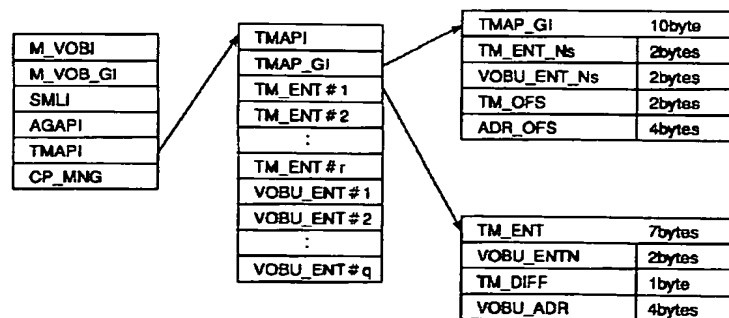 M_VOBI
M_VOB_GI
SMLI
AGAPI
TMAPI
CP_MNG
TMAPI
TMAP_GI
TM_ENT#1
TM_ENT#2
:
TM_ENT#r
VOBU_ENT#1
VOBU_ENT#2
:
VOBU_ENT#q
TMAP_GI 10byte
TM_ENT_Ns 2bytes
VOBU_ENT_Ns 2bytes
TM_OFS 2bytes
ADR_OFS 4bytes
TM_ENT 7bytes
VOBU_ENTN 2bytes
TM_DIFF 1byte
VOBU_ADR 4bytes